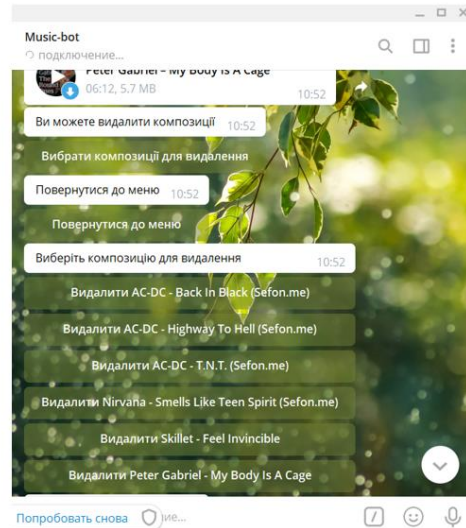 Music-bot
подключение...
Peter Gabriel – My Body Is A Cage
06:12, 5.7 MB
10:52
Ви можете видалити композиції 10:52
Вибрати композиції для видалення
Повернутися до меню 10:52
Повернутися до меню
Виберіть композицію для видалення 10:52
Видалити AC-DC - Back In Black (Sefon.me)
Видалити AC-DC - Highway To Hell (Sefon.me)
Видалити AC-DC - T.N.T. (Sefon.me)
Видалити Nirvana - Smells Like Teen Spirit (Sefon.me)
Видалити Skillet - Feel Invincible
Видалити Peter Gabriel - My Body Is A Cage
Попробовать снова